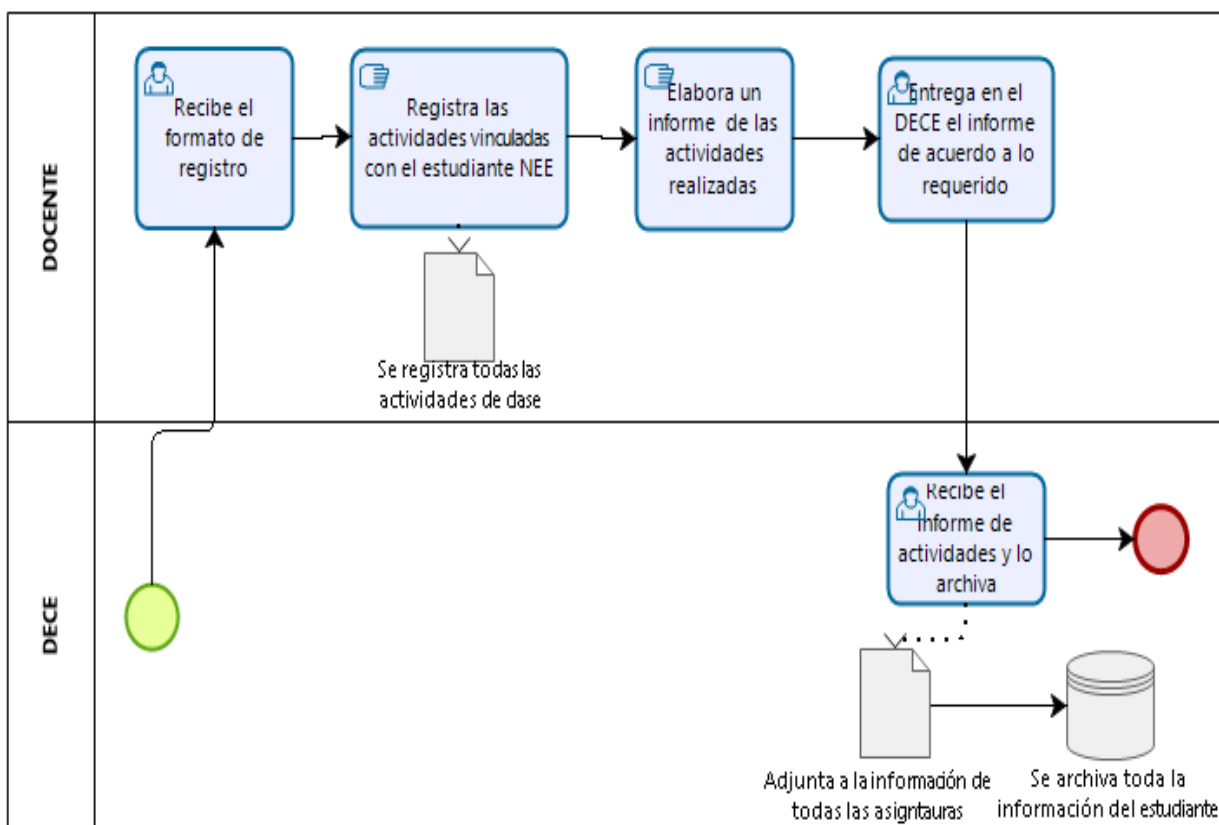 DOCENTE
Recibe el
formato de
registro
Registra las
actividades vinculadas
con el estudiante NEE
Elabora un
informe de las
actividades
realizadas
Entrega en el
DECE el informe
de acuerdo a lo
requerido
Se registra todas las
actividades de dase
DECE
Recibe el
informe de
actividades y lo
archiva
Adjunta a la información de
todas las asigntauras
Se archiva toda la
información del estudiante